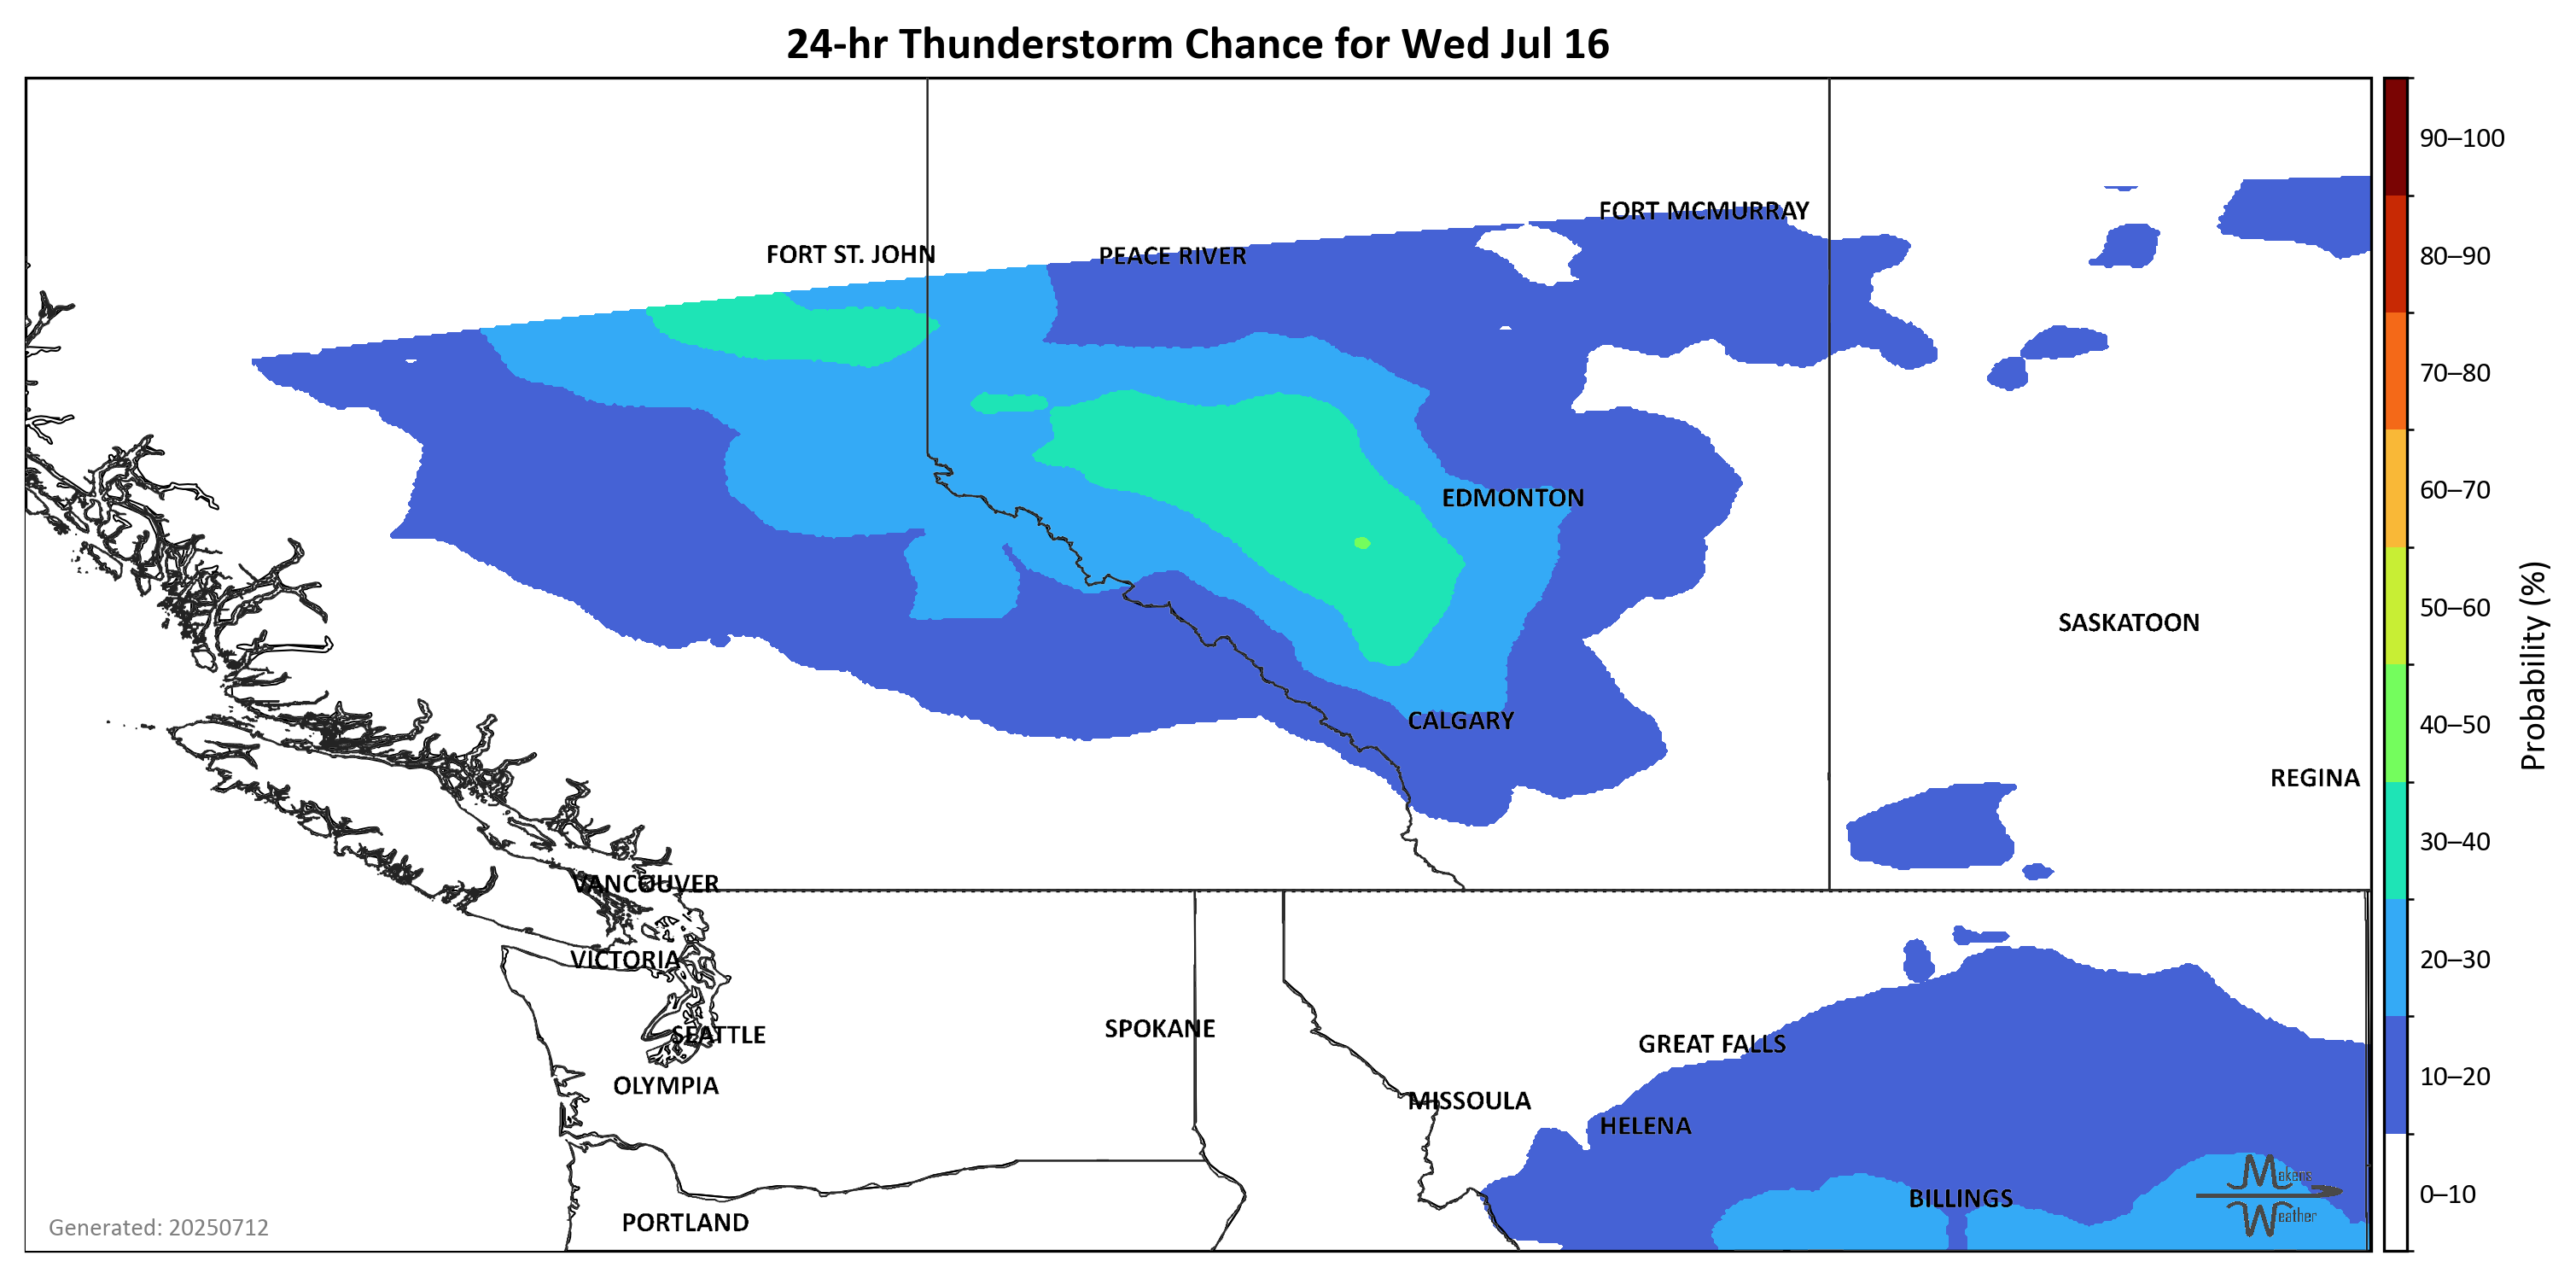 24-hr Thunderstorm Chance for Wed Jul 16
90–100
FORT MCMURRAY
FORT ST. JOHN
PEACE RIVER
80–90
70–80
60–70
EDMONTON
50–60
SASKATOON
Probability (%)
CALGARY
40–50
REGINA
30–40
VANCOUVER
VICTORIA
20–30
SEATTLE
SPOKANE
GREAT FALLS
OLYMPIA
10–20
MISSOULA
HELENA
Makens
BILLINGS
0–10
Weather
PORTLAND
Generated: 20250712